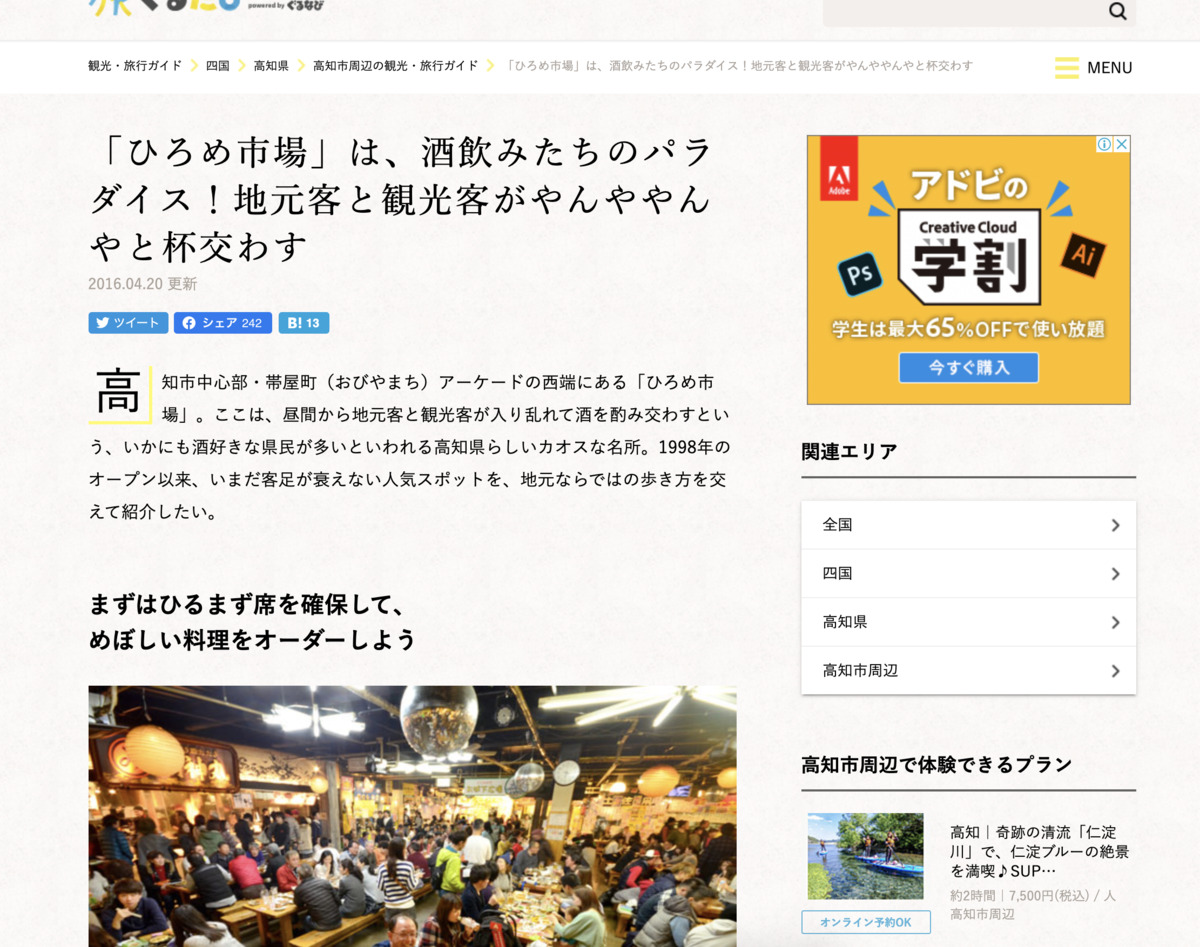 powered by ぐるなび
観光・旅行ガイド
四国
高知県
高知市周辺の観光・旅行ガイド
「ひろめ市場」は、酒飲みたちのパラダイス！地元客と観光客がやんややんやと杯交わす
MENU
「ひろめ市場」は、酒飲みたちのパラ
ダイス！地元客と観光客がやんややん
やと杯交わす
2016.04.20 更新
ツイート
シェア 242
B! 13
高知市中心部・帯屋町（おびやまち）アーケードの西端にある「ひろめ市
場」。ここは、昼間から地元客と観光客が入り乱れて酒を酌み交わすとい
う、いかにも酒好きな県民が多いといわれる高知県らしいカオスな名所。1998年の
オープン以来、いまだ客足が衰えない人気スポットを、地元ならではの歩き方を交
えて紹介したい。
まずはひるまず席を確保して、
めぼしい料理をオーダーしよう
Adobe
アドビの
Creative Cloud
学割
Ps
Ai
学生は最大65%OFFで使い放題
今すぐ購入
関連エリア
全国
四国
高知県
高知市周辺
高知市周辺で体験できるプラン
高知｜奇跡の清流「仁淀
川」で、仁淀ブルーの絶景
を満喫♪SUP…
約2時間｜7,500円(税込) / 人
高知市周辺
オンライン予約OK